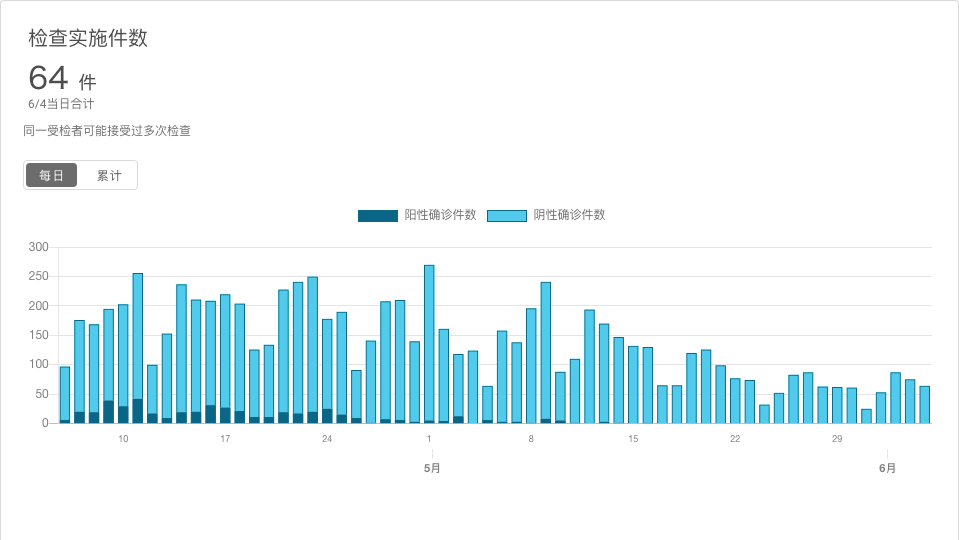 检查实施件数
64 件
6/4当日合计
同一受检者可能接受过多次检查
每日 累计
阳性确诊件数 阴性确诊件数
300
250
200
150
100
50
0
10 17 24 1 8 15 22 29
5月 6月